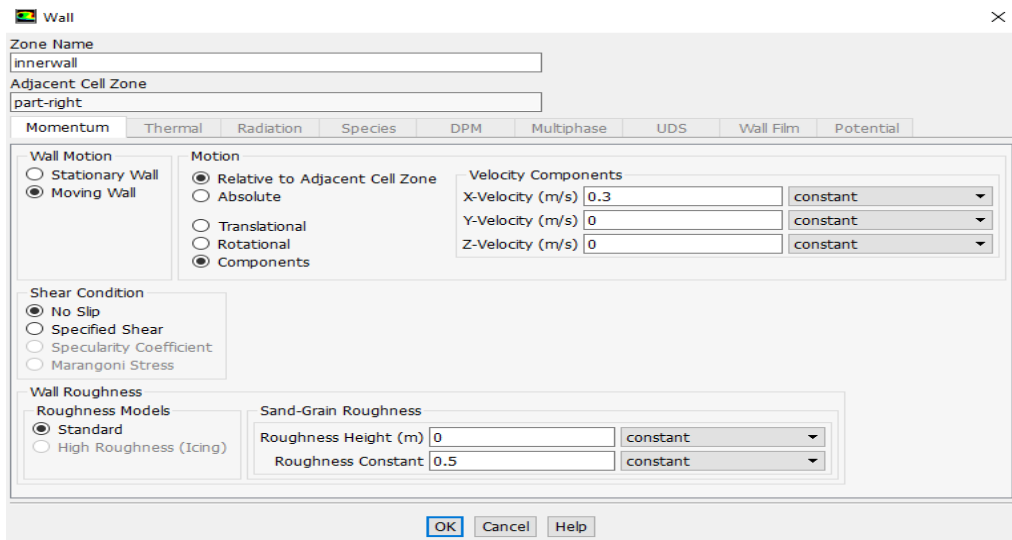 Wall
Zone Name
innerwall
Adjacent Cell Zone
part-right
Momentum Thermal Radiation Species DPM Multiphase UDS Wall Film Potential
Wall Motion
Stationary Wall
Moving Wall
Motion
Relative to Adjacent Cell Zone
Absolute
Translational
Rotational
Components
Velocity Components
X-Velocity (m/s) 0.3 constant
Y-Velocity (m/s) 0 constant
Z-Velocity (m/s) 0 constant
Shear Condition
No Slip
Specified Shear
Specularity Coefficient
Marangoni Stress
Wall Roughness
Roughness Models
Standard
High Roughness (Icing)
Sand-Grain Roughness
Roughness Height (m) 0 constant
Roughness Constant 0.5 constant
OK Cancel Help